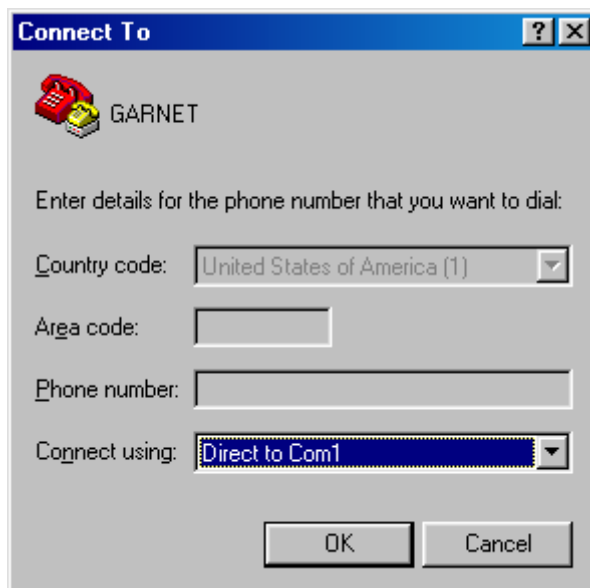 Connect To
GARNET
Enter details for the phone number that you want to dial:
Country code: United States of America (1)
Area code:
Phone number:
Connect using: Direct to Com1
OK Cancel